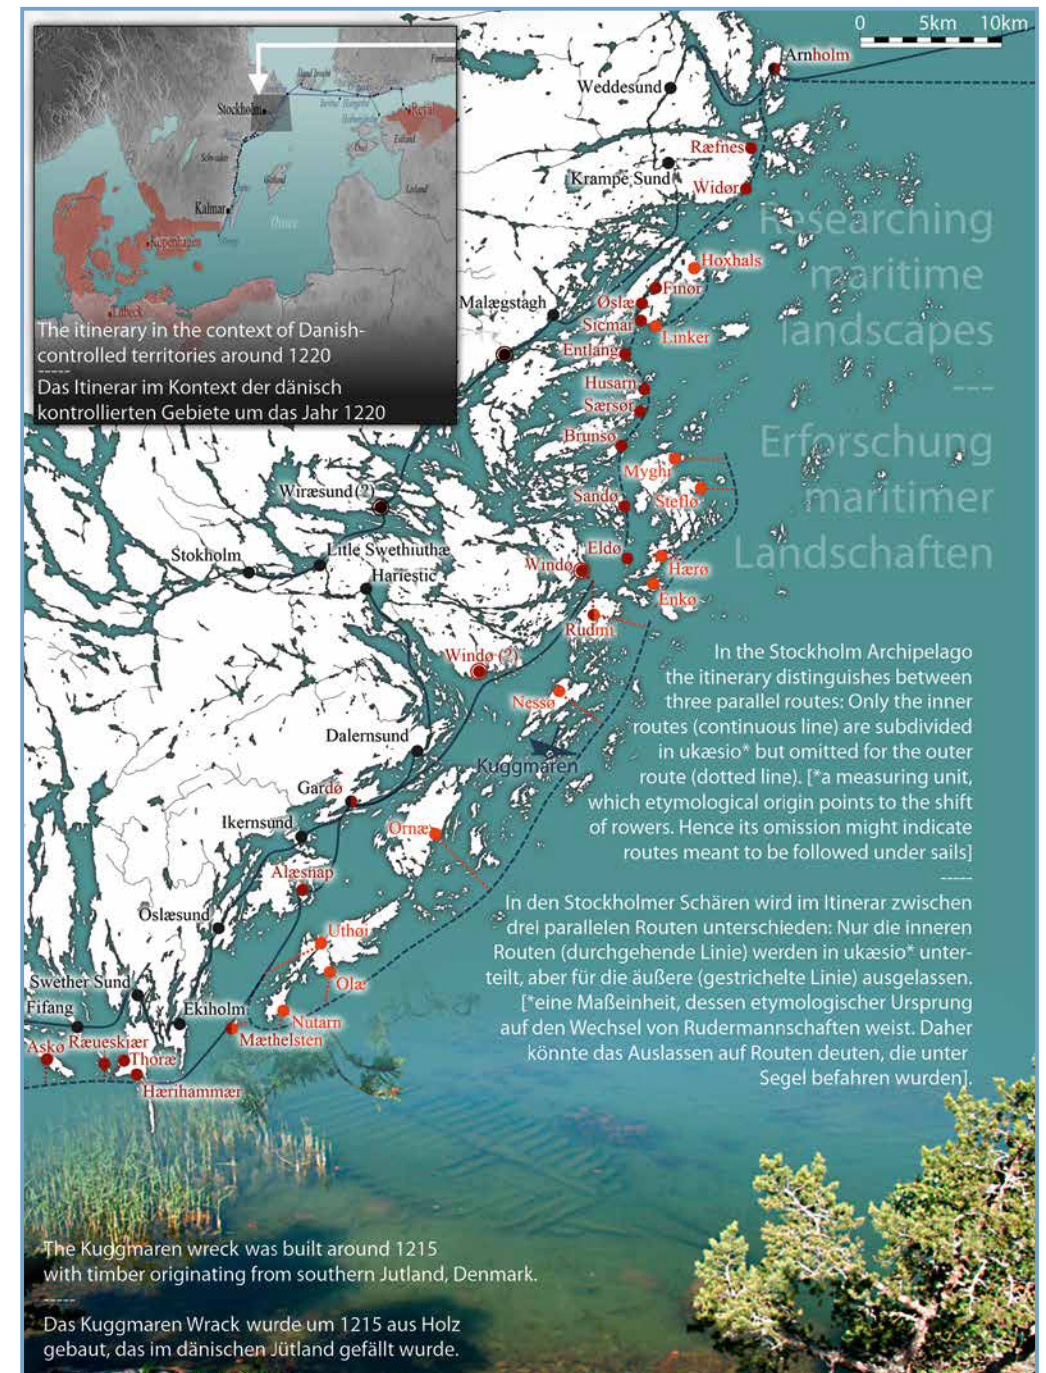 0 5km 10km
Arnholm
Weddesund
Ræfnes
Krampe Sund
Widør
Stockholm
Reval
Estland
Gotland
Kalmar
Kopenhagen
Lübeck
The itinerary in the context of Danish-
controlled territories around 1220
-----
Das Itinerar im Kontext der dänisch
kontrollierten Gebiete um das Jahr 1220
Researching
maritime
landscapes
---
Erforschung
maritimer
Landschaften
Hoxhals
Finør
Malægstagh
Øslæ
Sicmar
Linker
Entlang
Husarn
Særsør
Brunsø
Myghi
Wiræsund (?)
Sandø
Steflø
Stokholm
Litle Swethiuthæ
Hariestic
Eldø
Windø
Hærø
Enkø
Rudmi
Windø (?)
Nessø
Dalernsund
Kuggmaren
Gardø
Ikernsund
Ornæ
Alæsnap
Øslæsund
Uthøi
Olæ
Swether Sund
Fifang
Ekiholm
Nutarn
Mæthelsten
Askø
Ræueskiær
Thoræ
Hærihammær
In the Stockholm Archipelago
the itinerary distinguishes between
three parallel routes: Only the inner
routes (continuous line) are subdivided
in ukæsio* but omitted for the outer
route (dotted line). [*a measuring unit,
which etymological origin points to the shift
of rowers. Hence its omission might indicate
routes meant to be followed under sails]
-----
In den Stockholmer Schären wird im Itinerar zwischen
drei parallelen Routen unterschieden: Nur die inneren
Routen (durchgehende Linie) werden in ukæsio* unter-
teilt, aber für die äußere (gestrichelte Linie) ausgelassen.
[*eine Maßeinheit, dessen etymologischer Ursprung
auf den Wechsel von Rudermannschaften weist. Daher
könnte das Auslassen auf Routen deuten, die unter
Segel befahren wurden].
The Kuggmaren wreck was built around 1215
with timber originating from southern Jutland, Denmark.
-----
Das Kuggmaren Wrack wurde um 1215 aus Holz
gebaut, das im dänischen Jütland gefällt wurde.